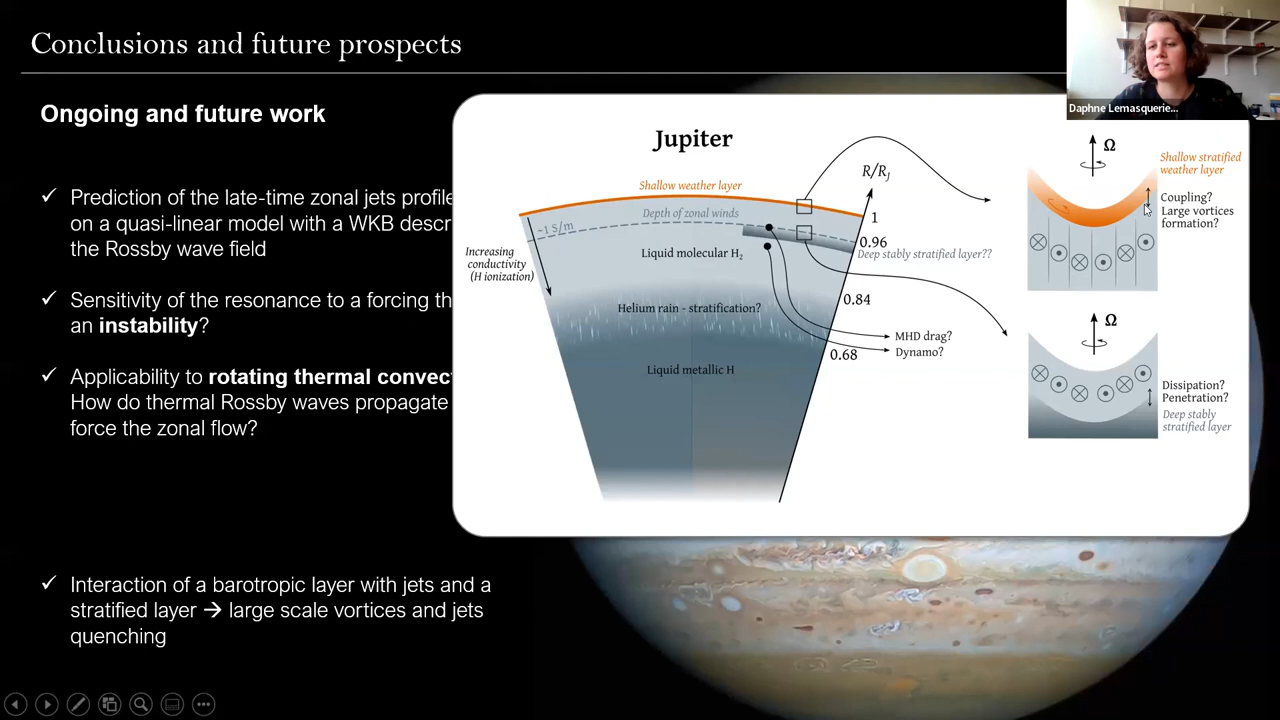 Conclusions and future prospects
Daphne Lemasquerie...
Ongoing and future work
✓ Prediction of the late-time zonal jets profile
on a quasi-linear model with a WKB descr
the Rossby wave field
✓ Sensitivity of the resonance to a forcing th
an instability?
✓ Applicability to rotating thermal convect
How do thermal Rossby waves propagate
force the zonal flow?
✓ Interaction of a barotropic layer with jets and a
stratified layer → large scale vortices and jets
quenching
Jupiter
Shallow weather layer
Depth of zonal winds
~1 S/m
Increasing
conductivity
(H ionization)
Liquid molecular H₂
Helium rain - stratification?
Liquid metallic H
R/R_J
1
0.96
Deep stably stratified layer??
0.84
0.68
MHD drag?
Dynamo?
Ω
Shallow stratified
weather layer
Coupling?
Large vortices
formation?
Ω
Dissipation?
Penetration?
Deep stably
stratified layer